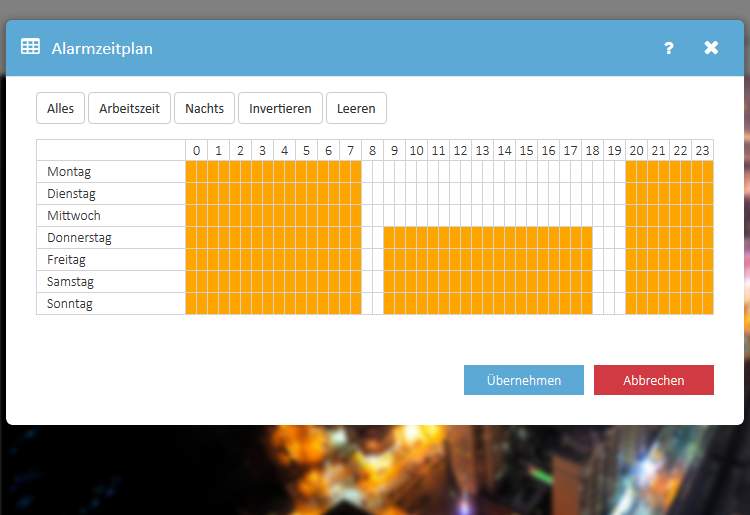 Alarmzeitplan ?
Alles Arbeitszeit Nachts Invertieren Leeren
0 1 2 3 4 5 6 7 8 9 10 11 12 13 14 15 16 17 18 19 20 21 22 23
Montag
Dienstag
Mittwoch
Donnerstag
Freitag
Samstag
Sonntag
Übernehmen Abbrechen